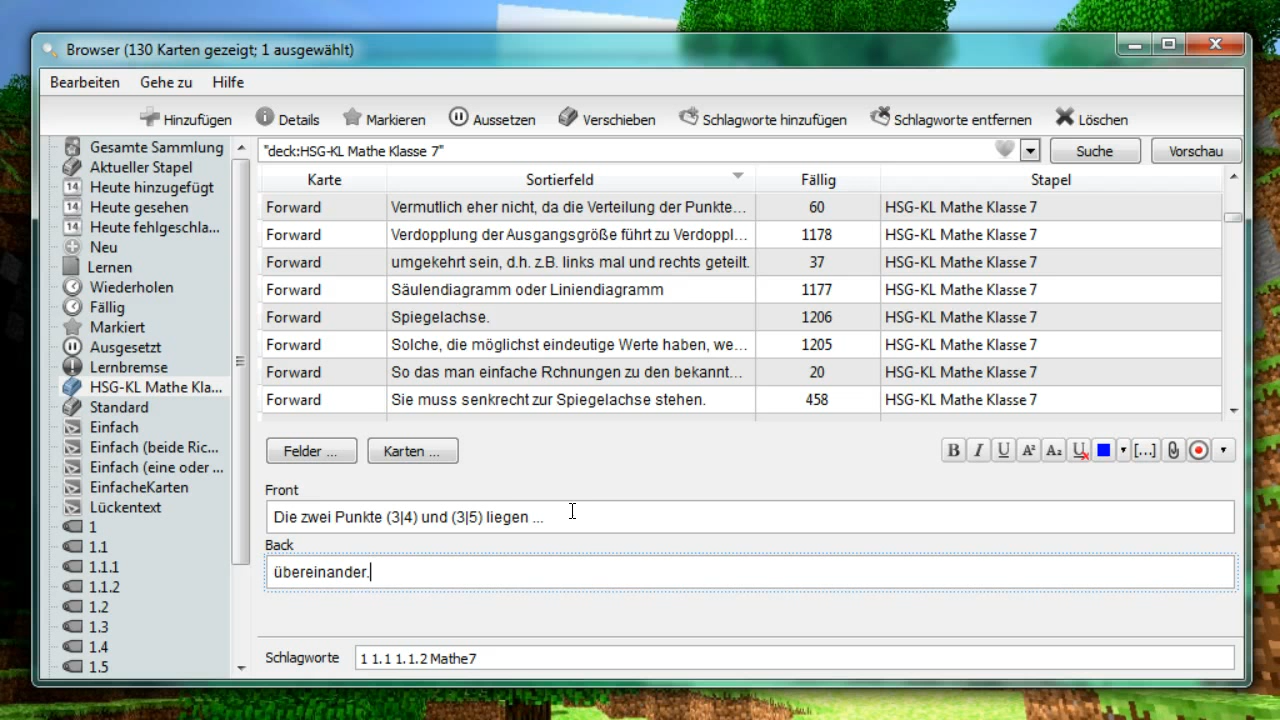 Browser (130 Karten gezeigt; 1 ausgewählt)
Bearbeiten Gehe zu Hilfe
Hinzufügen Details Markieren Aussetzen Verschieben Schlagworte hinzufügen Schlagworte entfernen Löschen
Gesamte Sammlung
Aktueller Stapel
14 Heute hinzugefügt
14 Heute gesehen
14 Heute fehlgeschla...
Neu
Lernen
Wiederholen
Fällig
Markiert
Ausgesetzt
Lernbremse
HSG-KL Mathe Kla...
Standard
Einfach
Einfach (beide Ric...
Einfach (eine oder ...
EinfacheKarten
Lückentext
1
1.1
1.1.1
1.1.2
1.2
1.3
1.4
1.5
"deck:HSG-KL Mathe Klasse 7" Suche Vorschau
Karte Sortierfeld Fällig Stapel
Forward Vermutlich eher nicht, da die Verteilung der Punkte... 60 HSG-KL Mathe Klasse 7
Forward Verdopplung der Ausgangsgröße führt zu Verdoppl... 1178 HSG-KL Mathe Klasse 7
Forward umgekehrt sein, d.h. z.B. links mal und rechts geteilt. 37 HSG-KL Mathe Klasse 7
Forward Säulendiagramm oder Liniendiagramm 1177 HSG-KL Mathe Klasse 7
Forward Spiegelachse. 1206 HSG-KL Mathe Klasse 7
Forward Solche, die möglichst eindeutige Werte haben, we... 1205 HSG-KL Mathe Klasse 7
Forward So das man einfache Rchnungen zu den bekannt... 20 HSG-KL Mathe Klasse 7
Forward Sie muss senkrecht zur Spiegelachse stehen. 458 HSG-KL Mathe Klasse 7
Felder ... Karten ... B I U A² A₂ U [...]
Front
Die zwei Punkte (3|4) und (3|5) liegen ...
Back
übereinander.
Schlagworte 1 1.1 1.1.2 Mathe7